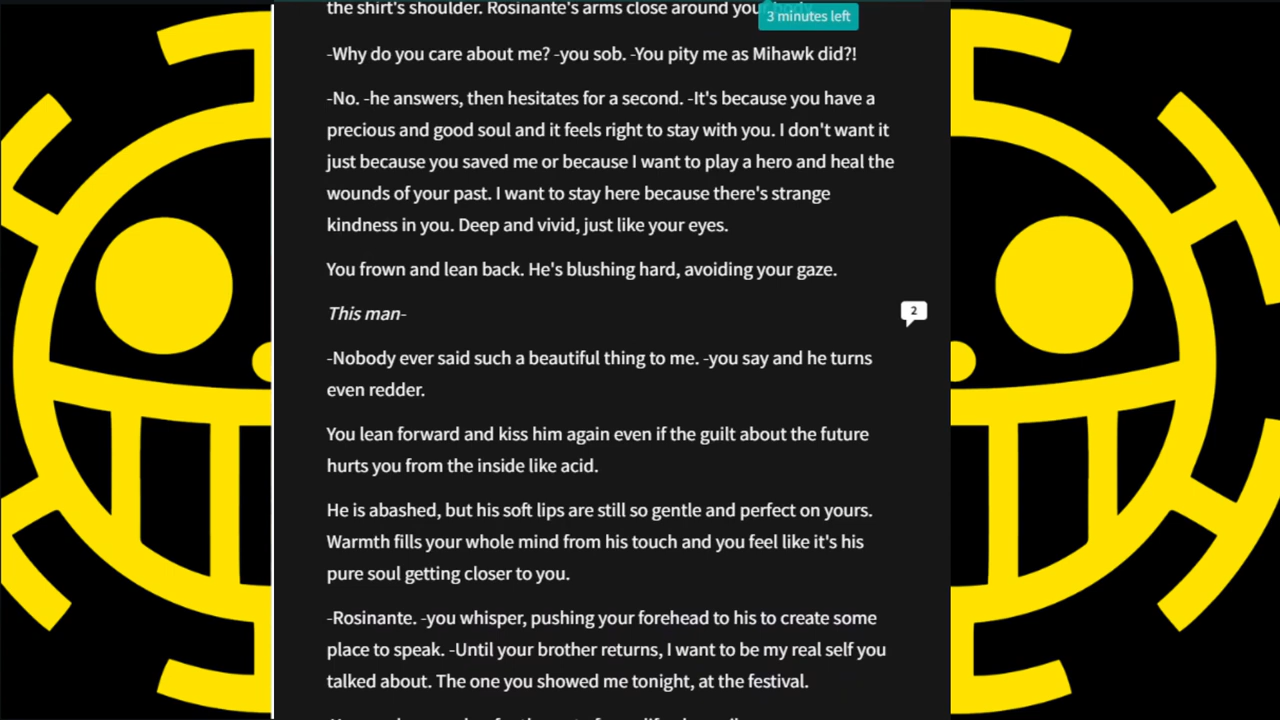 the shirt's shoulder. Rosinante's arms close around your
3 minutes left
-Why do you care about me? -you sob. -You pity me as Mihawk did?!
-No. -he answers, then hesitates for a second. -It's because you have a
precious and good soul and it feels right to stay with you. I don't want it
just because you saved me or because I want to play a hero and heal the
wounds of your past. I want to stay here because there's strange
kindness in you. Deep and vivid, just like your eyes.
You frown and lean back. He's blushing hard, avoiding your gaze.
This man-
2
-Nobody ever said such a beautiful thing to me. -you say and he turns
even redder.
You lean forward and kiss him again even if the guilt about the future
hurts you from the inside like acid.
He is abashed, but his soft lips are still so gentle and perfect on yours.
Warmth fills your whole mind from his touch and you feel like it's his
pure soul getting closer to you.
-Rosinante. -you whisper, pushing your forehead to his to create some
place to speak. -Until your brother returns, I want to be my real self you
talked about. The one you showed me tonight, at the festival.